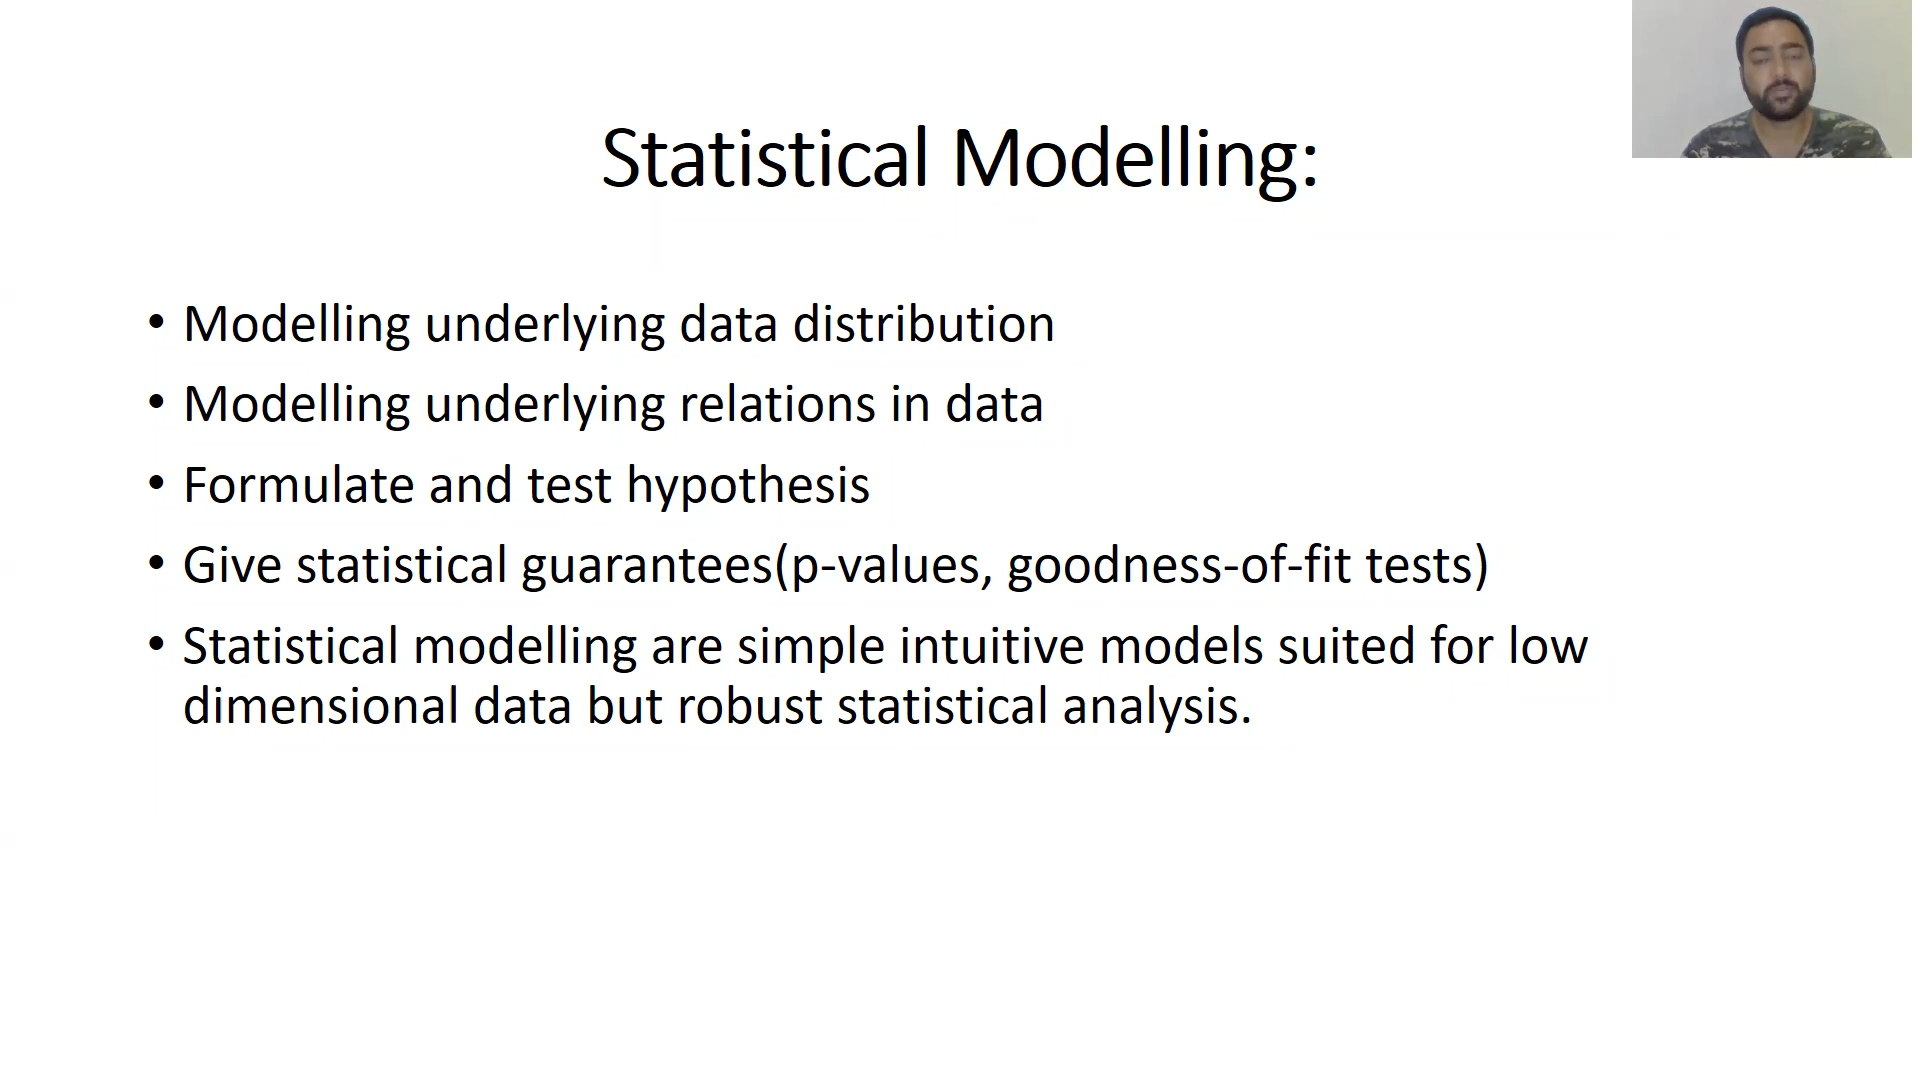 Statistical Modelling:
• Modelling underlying data distribution
• Modelling underlying relations in data
• Formulate and test hypothesis
• Give statistical guarantees(p-values, goodness-of-fit tests)
• Statistical modelling are simple intuitive models suited for low
dimensional data but robust statistical analysis.